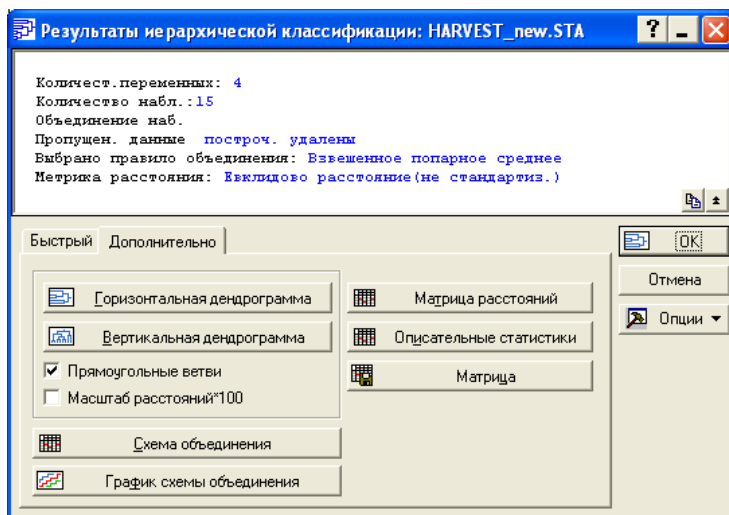 Результаты иерархической классификации: HARVEST_new.STA
Количест.переменных: 4
Количество набл.:15
Объединение наб.
Пропущен. данные построч. удалены
Выбрано правило объединения: Взвешенное попарное среднее
Метрика расстояния: Евклидово расстояние(не стандартиз.)
Быстрый Дополнительно
OK
Отмена
Опции
Горизонтальная дендрограмма
Матрица расстояний
Вертикальная дендрограмма
Описательные статистики
Прямоугольные ветви
Матрица
Масштаб расстояний*100
Схема объединения
График схемы объединения